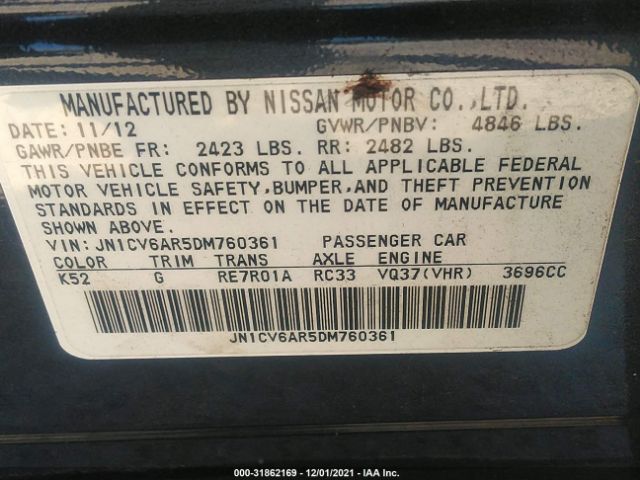 MANUFACTURED BY NISSAN MOTOR CO.,LTD.
DATE: 11/12 GVWR/PNBV: 4846 LBS.
GAWR/PNBE FR: 2423 LBS. RR: 2482 LBS.
THIS VEHICLE CONFORMS TO ALL APPLICABLE FEDERAL
MOTOR VEHICLE SAFETY,BUMPER,AND THEFT PREVENTION
STANDARDS IN EFFECT ON THE DATE OF MANUFACTURE
SHOWN ABOVE.
VIN: JN1CV6AR5DM760361 PASSENGER CAR
COLOR TRIM TRANS AXLE ENGINE
K52 G RE7R01A RC33 VQ37(VHR) 3696CC
JN1CV6AR5DM760361
000-31862169 - 12/01/2021 - IAA Inc.